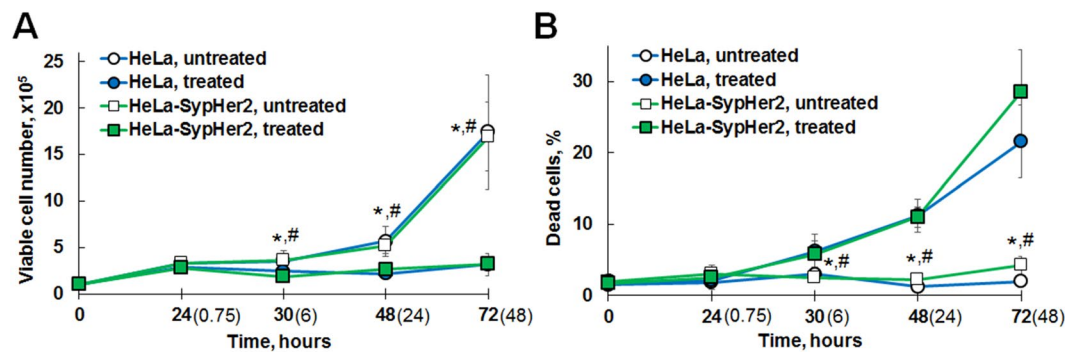 A
Viable cell number, x10⁵
25
20
15
10
5
0
HeLa, untreated
HeLa, treated
HeLa-SypHer2, untreated
HeLa-SypHer2, treated
*,#
*,#
*,#
0 24(0.75) 30(6) 48(24) 72(48)
Time, hours
B
Dead cells, %
30
20
10
0
HeLa, untreated
HeLa, treated
HeLa-SypHer2, untreated
HeLa-SypHer2, treated
*,#
*,#
*,#
0 24(0.75) 30(6) 48(24) 72(48)
Time, hours